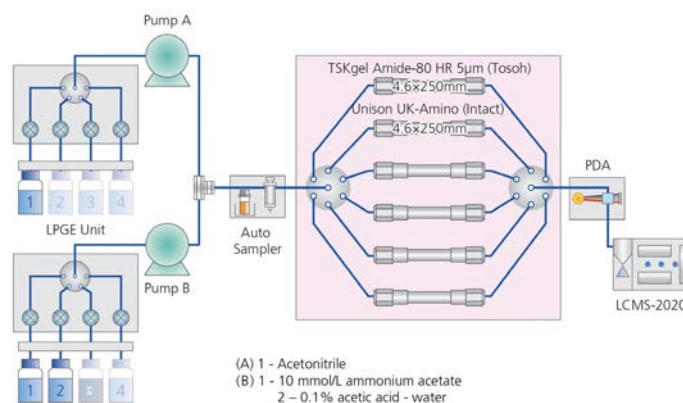 Pump A
TSKgel Amide-80 HR 5μm (Tosoh)
4.6×250mm
Unison UK-Amino (Intact)
4.6×250mm
PDA
1 2 3 4
LPGE Unit
Auto
Sampler
LCMS-2020
Pump B
1 2 4
(A) 1 - Acetonitrile
(B) 1 - 10 mmol/L ammonium acetate
2 – 0.1% acetic acid - water